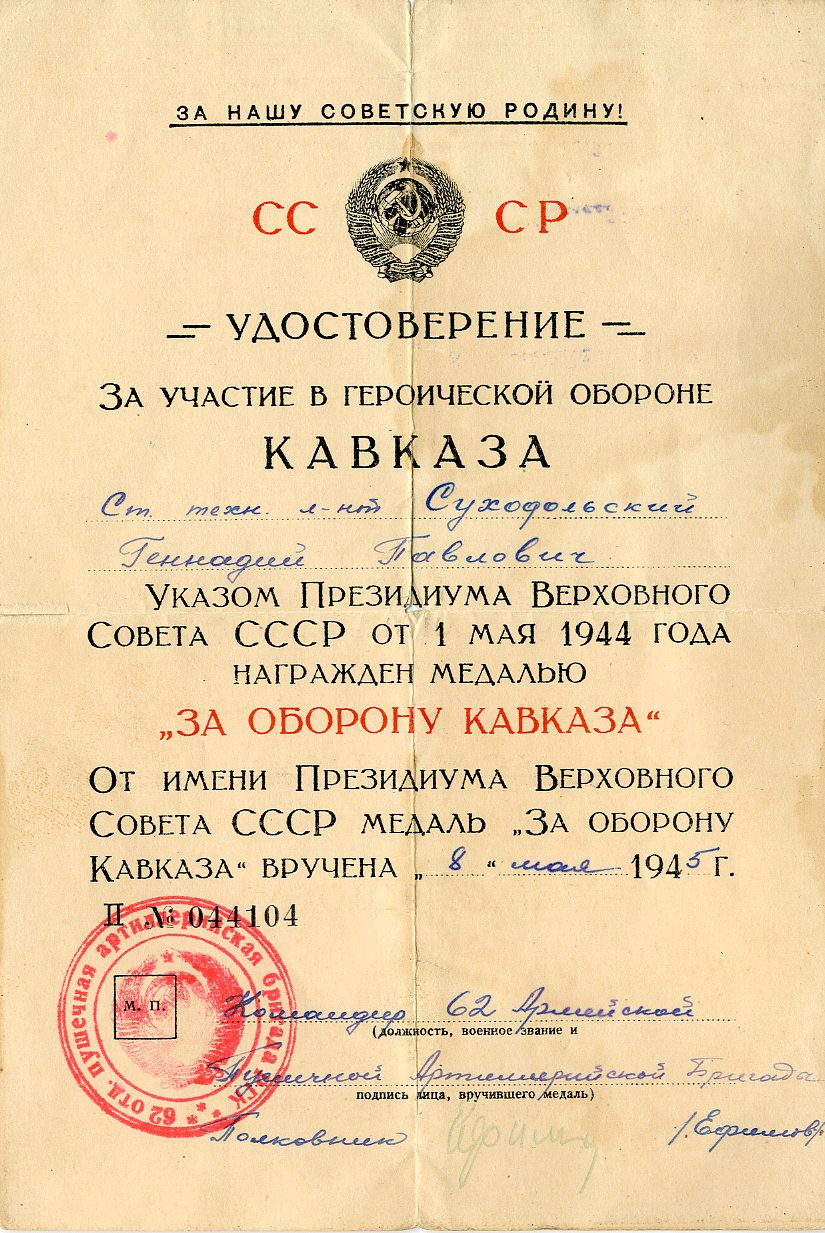 ЗА НАШУ СОВЕТСКУЮ РОДИНУ!
СС СР
УДОСТОВЕРЕНИЕ
ЗА УЧАСТИЕ В ГЕРОИЧЕСКОЙ ОБОРОНЕ
КАВКАЗА
Ст. техн. л-нт Суходольский
Геннадий Павлович
УКАЗОМ ПРЕЗИДИУМА ВЕРХОВНОГО
СОВЕТА СССР ОТ 1 МАЯ 1944 ГОДА
НАГРАЖДЕН МЕДАЛЬЮ
„ЗА ОБОРОНУ КАВКАЗА“
ОТ ИМЕНИ ПРЕЗИДИУМА ВЕРХОВНОГО
СОВЕТА СССР МЕДАЛЬ „ЗА ОБОРОНУ
КАВКАЗА“ ВРУЧЕНА „8“ мая 1945 Г.
П № 044104
62 отд. пушечная артиллерийская бригада
М. П.
Командир 62 Армейской
(должность, военное звание и
Пушечной Артиллерийской Бригады
подпись лица, вручившего медаль)
Полковник /Ефимов/